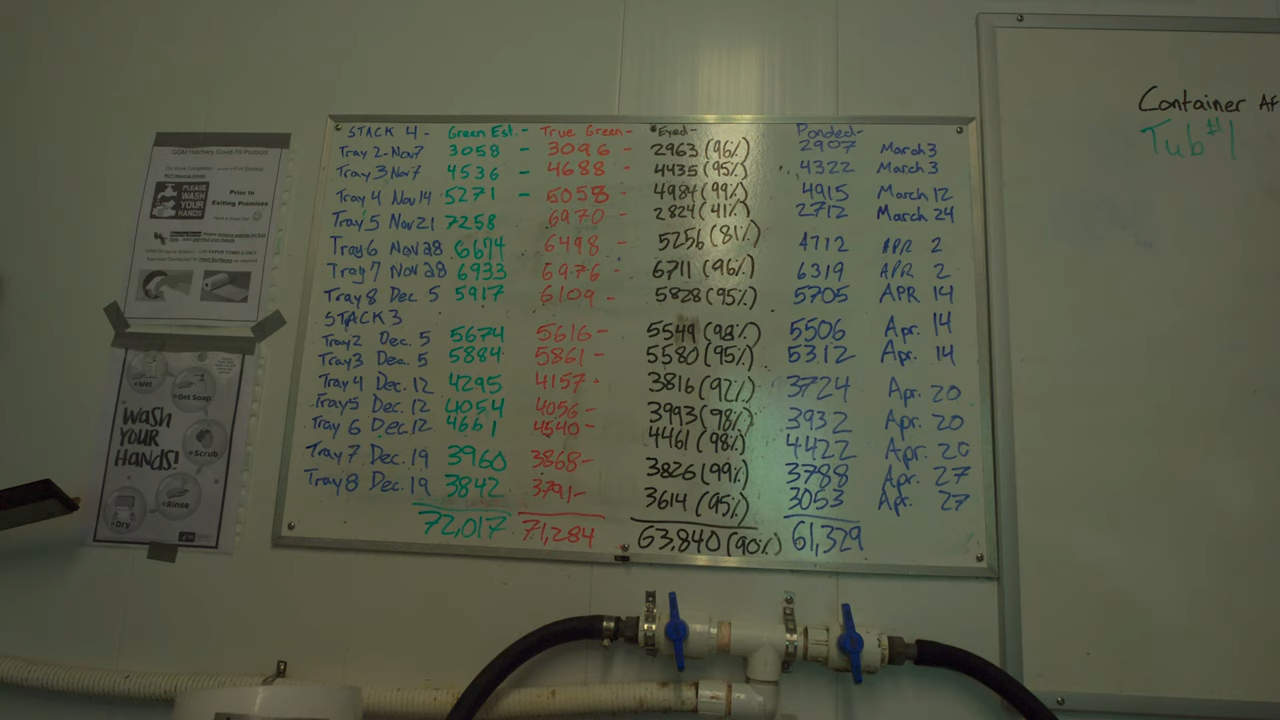 STACK 4 - Green Est. - True Green - Eyed - Ponded -
Tray 2 - Nov 7 3058 - 3096 - 2963 (96%) 2907 March 3
Tray 3 Nov 7 4536 - 4688 - 4435 (95%) 4322 March 3
Tray 4 Nov 14 5271 - 5058 - 4984 (99%) 4915 March 12
Tray 5 Nov 21 7258 6970 - 2824 (41%) 2712 March 24
Tray 6 Nov 28 6674 6498 - 5256 (81%) 4712 APR 2
Tray 7 Nov 28 6933 6976 - 6711 (96%) 6319 APR 2
Tray 8 Dec. 5 5917 6109 - 5828 (95%) 5705 APR 14
STACK 3
Tray 2 Dec. 5 5674 5616 - 5549 (98%) 5506 Apr. 14
Tray 3 Dec. 5 5884 5861 - 5580 (95%) 5312 Apr. 14
Tray 4 Dec. 12 4295 4157 - 3816 (92%) 3724 Apr. 20
Tray 5 Dec. 12 4054 4056 - 3993 (98%) 3932 Apr. 20
Tray 6 Dec. 12 4661 4540 - 4461 (98%) 4422 Apr. 20
Tray 7 Dec. 19 3960 3868 - 3826 (99%) 3788 Apr. 27
Tray 8 Dec. 19 3842 3791 - 3614 (95%) 3053 Apr. 27
72,017 71,284 63,840 (90%) 61,329
Container Af
Tub #1
GDM Hatchery Covid-19 Protocol
PLEASE
WASH
YOUR
HANDS
Prior to
Exiting Premises
Wet
Get Soap
WASH
YOUR
HANDS!
Scrub
Rinse
Dry